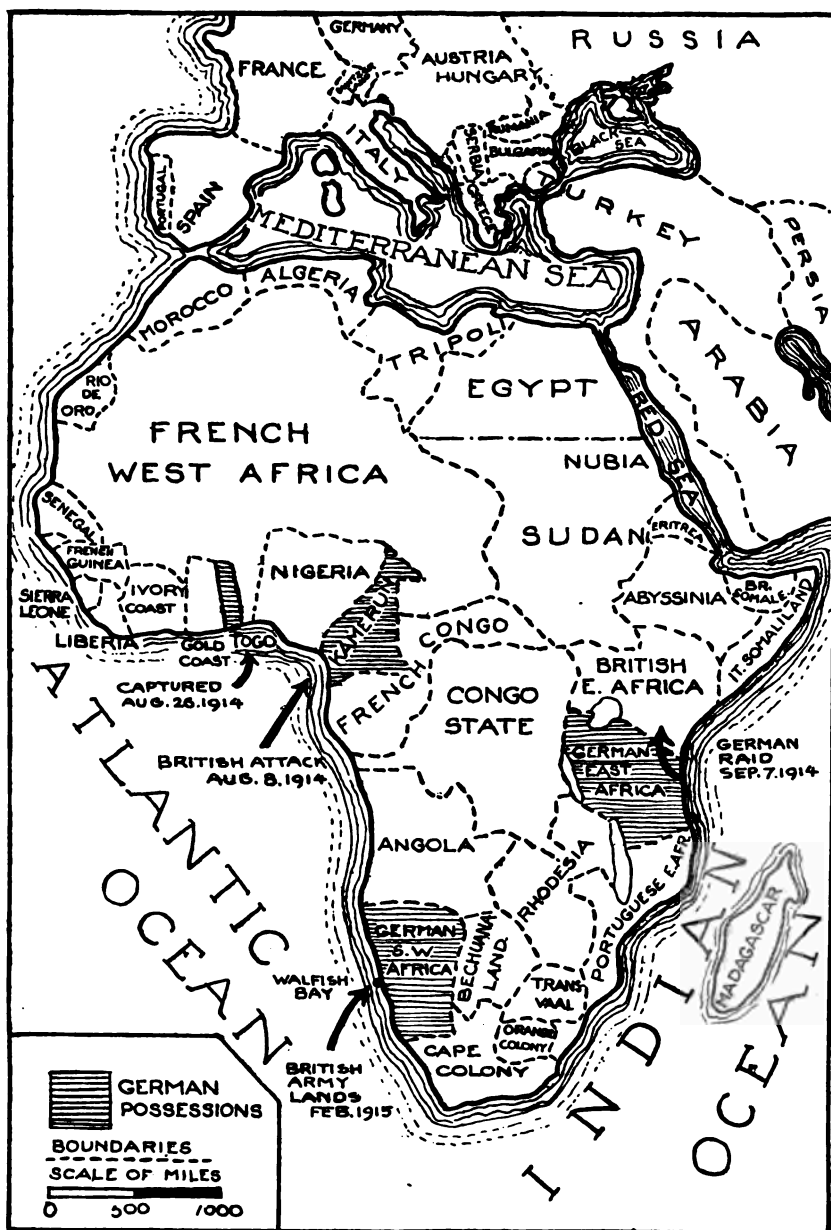 GERMANY
RUSSIA
FRANCE
AUSTRIA
HUNGARY
ITALY
SERBIA
RUMANIA
BULGARIA
BLACK
SEA
GREECE
PORTUGAL
SPAIN
TURKEY
PERSIA
MEDITERRANEAN SEA
MOROCCO
ALGERIA
TRIPOLI
EGYPT
RED SEA
ARABIA
RIO
DE
ORO
FRENCH
WEST AFRICA
NUBIA
SENEGAL
SUDAN
ERITREA
FRENCH
GUINEA
SIERRA
LEONE
IVORY
COAST
NIGERIA
KAMERUN
ABYSSINIA
BR.
SOMALE.
IT. SOMALILAND
LIBERIA
GOLD
COAST
TOGO
FRENCH CONGO
CAPTURED
AUG. 26. 1914
CONGO
STATE
BRITISH
E. AFRICA
BRITISH ATTACK
AUG. 8. 1914
GERMAN
EAST
AFRICA
GERMAN
RAID
SEP. 7. 1914
ATLANTIC
OCEAN
ANGOLA
RHODESIA
PORTUGUESE E. AFR.
MADAGASCAR
GERMAN
S. W.
AFRICA
BECHUANA
LAND.
WALFISH
BAY
TRANS
VAAL
ORANGE
COLONY
CAPE
COLONY
BRITISH
ARMY
LANDS
FEB. 1915
INDIAN
OCEAN
GERMAN
POSSESSIONS
BOUNDARIES
SCALE OF MILES
0 500 1000